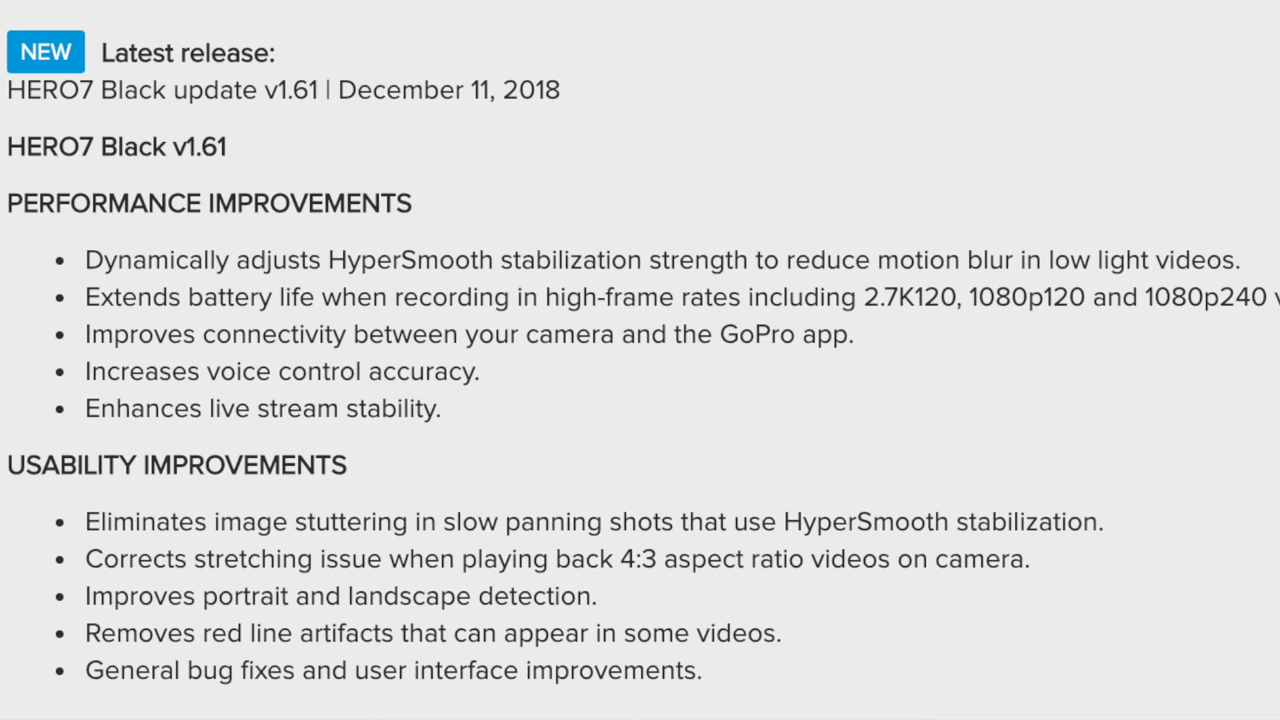 NEW Latest release:
HERO7 Black update v1.61 | December 11, 2018
HERO7 Black v1.61
PERFORMANCE IMPROVEMENTS
• Dynamically adjusts HyperSmooth stabilization strength to reduce motion blur in low light videos.
• Extends battery life when recording in high-frame rates including 2.7K120, 1080p120 and 1080p240
• Improves connectivity between your camera and the GoPro app.
• Increases voice control accuracy.
• Enhances live stream stability.
USABILITY IMPROVEMENTS
• Eliminates image stuttering in slow panning shots that use HyperSmooth stabilization.
• Corrects stretching issue when playing back 4:3 aspect ratio videos on camera.
• Improves portrait and landscape detection.
• Removes red line artifacts that can appear in some videos.
• General bug fixes and user interface improvements.